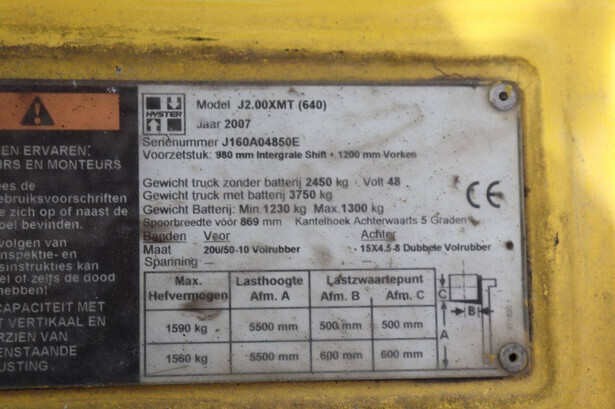 HYSTER
Model J2.00XMT (640)
Jaar 2007
Serienummer J160A04850E
Voorzetstuk: 980 mm Intergrale Shift + 1200 mm Vorken
Gewicht truck zonder batterij 2450 kg Volt 48
Gewicht truck met batterij 3750 kg
Gewicht Batterij: Min.1230 kg Max.1300 kg
Spoorbreedte vóór 869 mm Kantelhoek Achterwaarts 5 Graden
CE
Banden Voor Achter
Maat 200/50-10 Volrubber 15X4.5-8 Dubbele Volrubber
Spanning --- ---
Max. Hefvermogen Lasthoogte Afm. A Lastzwaartepunt Afm. B Afm. C
1590 kg 5500 mm 500 mm 500 mm
1560 kg 5500 mm 600 mm 600 mm
C
B
A
EN ERVAREN:
URS EN MONTEURS
ees de
ebruiksvoorschriften
e zich op of naast de
oei bevinden.
volgen van
nspektie- en
sinstrukties kan
el of zelfs de dood
hebben!
CAPACITEIT MET
T VERTIKAAL EN
RZIEN VAN
ENSTAANDE
USTING.